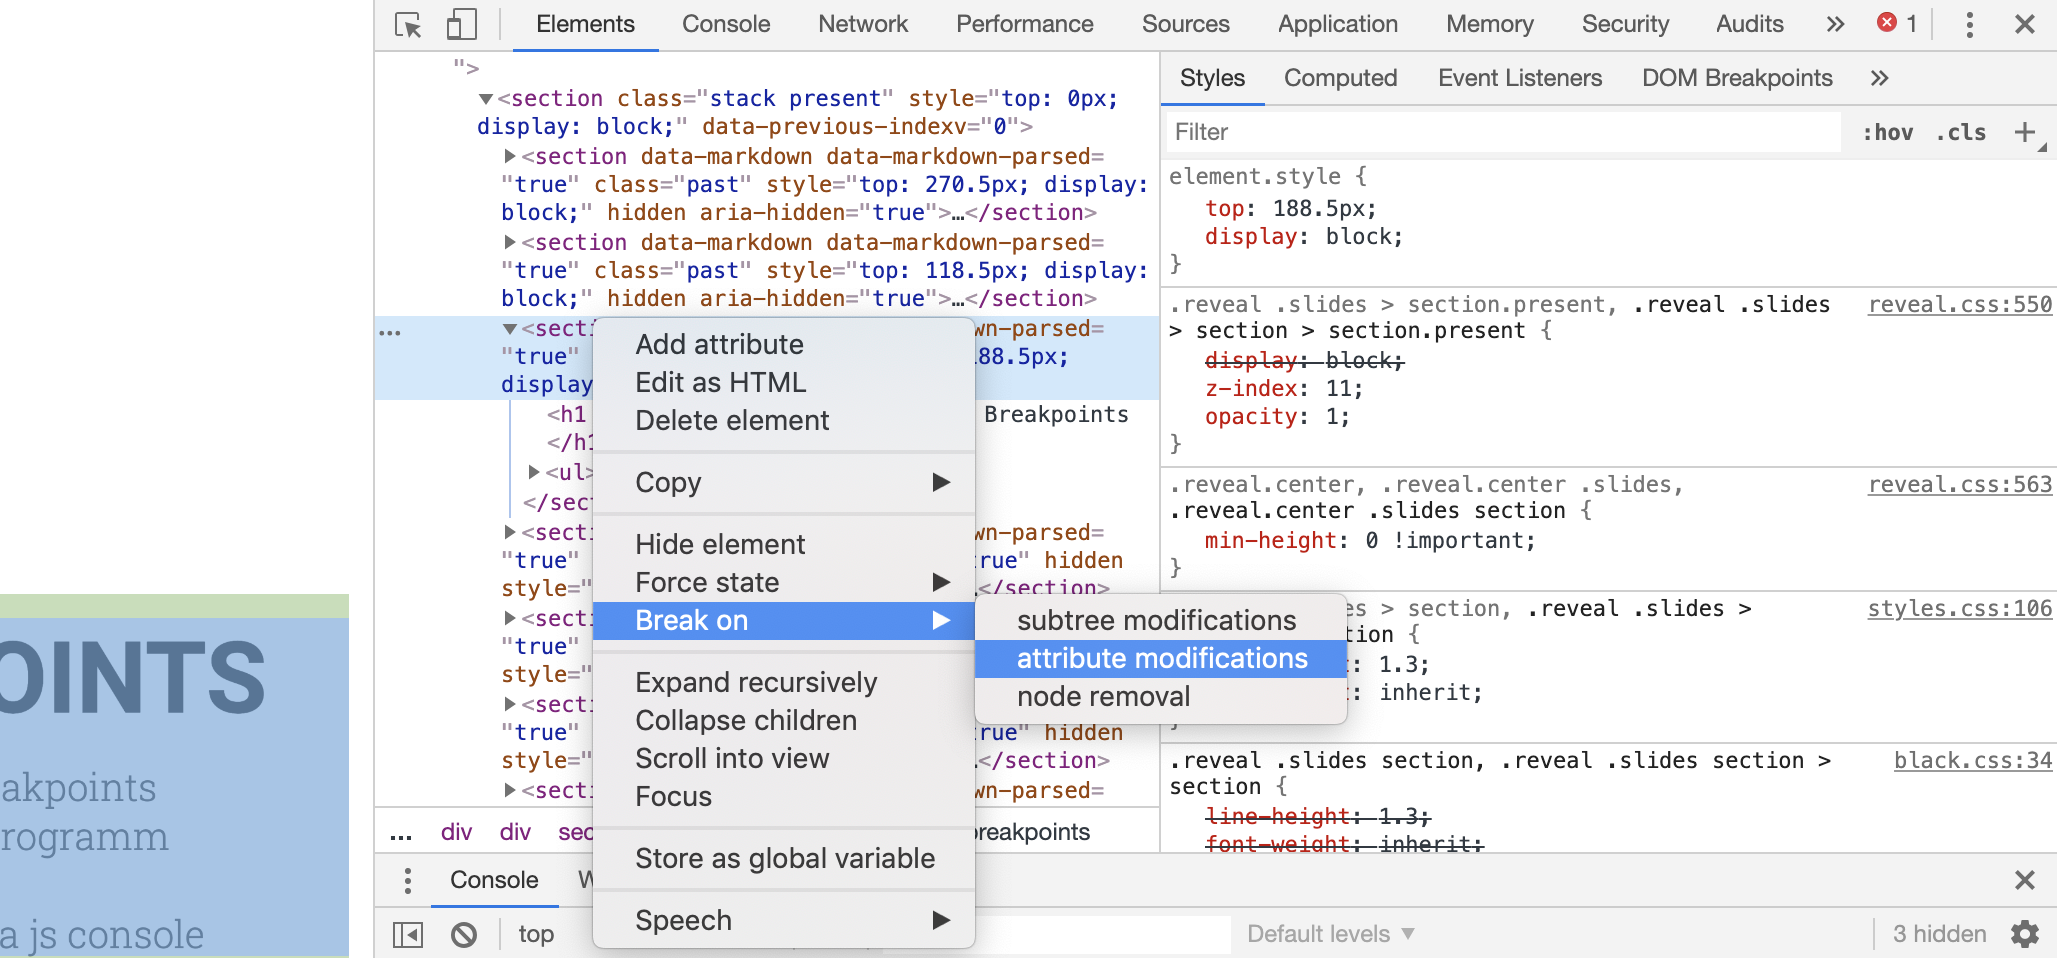 Elements Console Network Performance Sources Application Memory Security Audits » 1
">
▼<section class="stack present" style="top: 0px;
display: block;" data-previous-indexv="0">
▶<section data-markdown data-markdown-parsed=
"true" class="past" style="top: 270.5px; display:
block;" hidden aria-hidden="true">…</section>
▶<section data-markdown data-markdown-parsed=
"true" class="past" style="top: 118.5px; display:
block;" hidden aria-hidden="true">…</section>
... ▼<secti wn-parsed=
"true" 188.5px;
display
<h1 Breakpoints
</h1
▶<ul>
</sect
▶<secti wn-parsed=
"true" true" hidden
style=" </section>
▶<secti
"true"
style="
▶<secti
"true" true" hidden
style=" …</section>
▶<secti wn-parsed=
... div div sec breakpoints
Add attribute
Edit as HTML
Delete element
Copy ▶
Hide element
Force state ▶
Break on ▶
Expand recursively
Collapse children
Scroll into view
Focus
Store as global variable
Speech ▶
subtree modifications
attribute modifications
node removal
Styles Computed Event Listeners DOM Breakpoints »
Filter :hov .cls +
element.style {
top: 188.5px;
display: block;
}
.reveal .slides > section.present, .reveal .slides reveal.css:550
> section > section.present {
display: block;
z-index: 11;
opacity: 1;
}
.reveal.center, .reveal.center .slides, reveal.css:563
.reveal.center .slides section {
min-height: 0 !important;
}
es > section, .reveal .slides > styles.css:106
tion {
t: 1.3;
t: inherit;
}
.reveal .slides section, .reveal .slides section > black.css:34
section {
line-height: 1.3;
font-weight: inherit;
Console W
top Default levels ▼ 3 hidden
OINTS
akpoints
rogramm
a js console